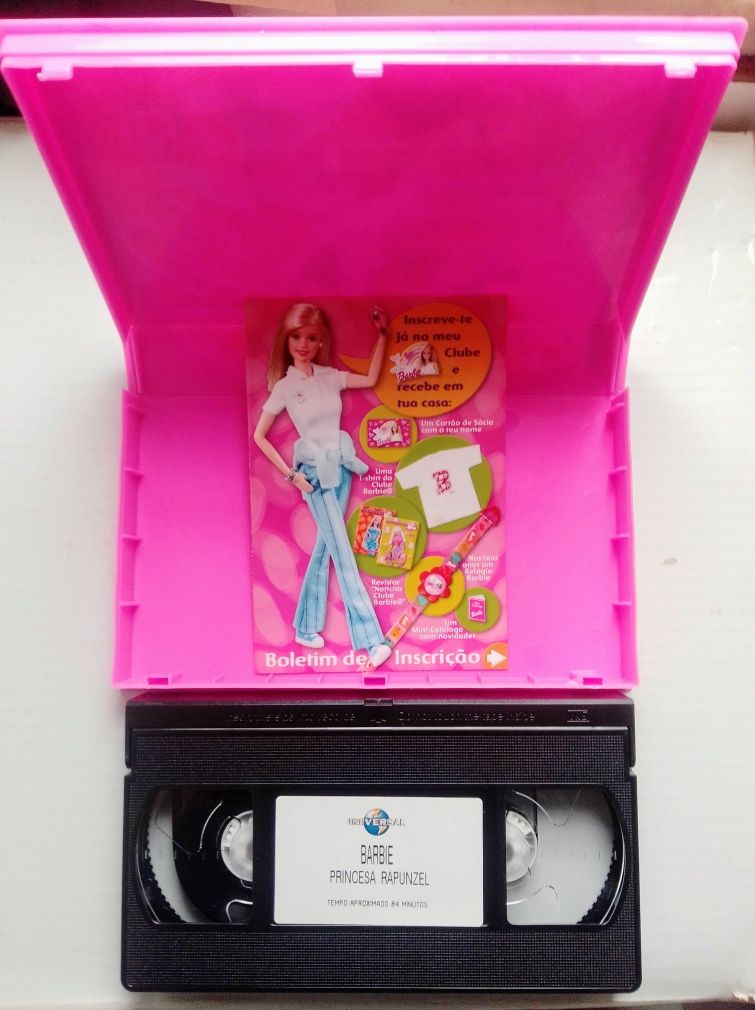 Inscreve-te
Já no meu
Clube
Barbie
e
recebe em
tua casa:
Um Cartão de Sócia
com o teu nome
Uma
T-shirt do
Clube
Barbie®
B
Nos teus
anos um
Relógio
Barbie
Revistas
"Notícias
Clube
Barbie®"
Um
Mini-Catálogo
com novidades
Boletim de Inscrição
UNIVERSAL
BARBIE
PRINCESA RAPUNZEL
TEMPO APROXIMADO 84 MINUTOS